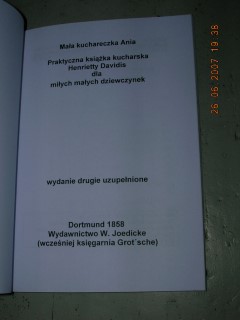 Mała kuchareczka Ania
Praktyczna książka kucharska
Henrietty Davidis
dla
miłych małych dziewczynek
wydanie drugie uzupełnione
Dortmund 1858
Wydawnictwo W. Joedicke
(wcześniej księgarnia Grot´sche)
26 06 2007 19 36